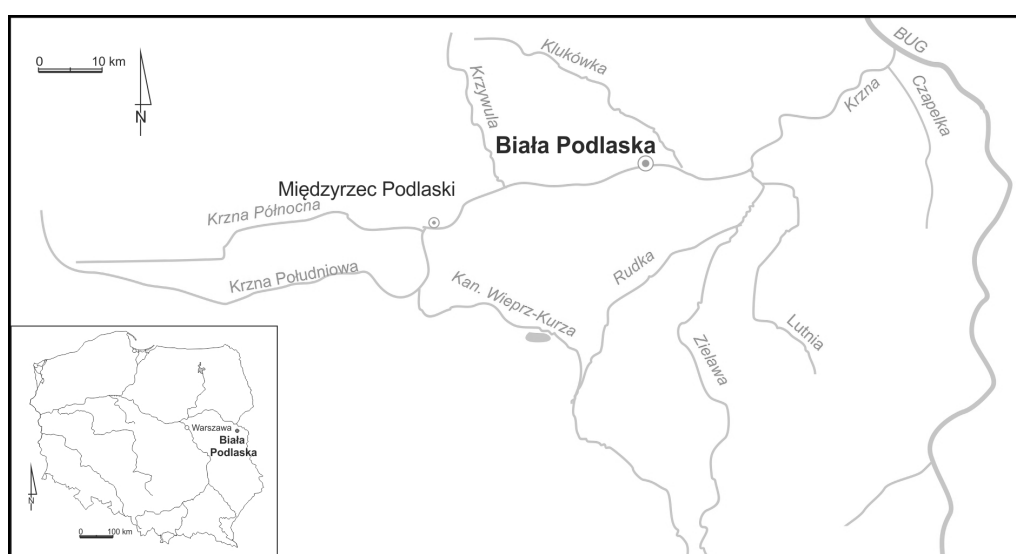 BUG
Klukówka
0 10 km
Krzywula
Krzna
Czapelka
N
Biała Podlaska
Międzyrzec Podlaski
Krzna Północna
Krzna Południowa
Rudka
Kan. Wieprz-Kurza
Zielawa
Lutnia
Warszawa
Biała
Podlaska
N
0 100 km